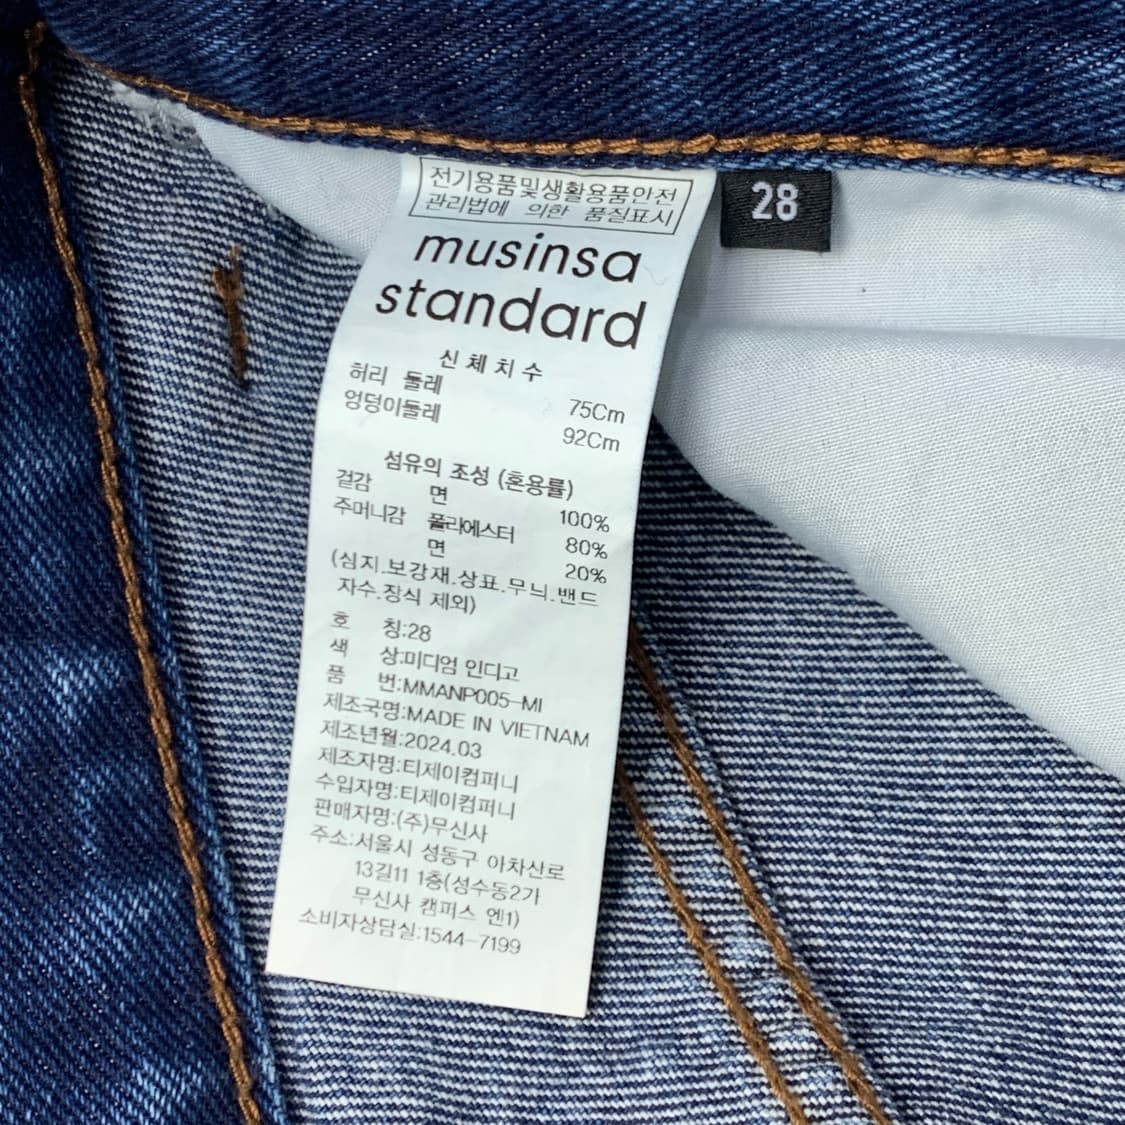 전기용품및생활용품안전
관리법에 의한 품질표시
28
musinsa
standard
신체치수
허리 둘레 75Cm
엉덩이둘레 92Cm
섬유의 조성 (혼용률)
겉감 면 100%
주머니감 폴리에스터 80%
면 20%
(심지.보강재.상표.무늬.밴드
자수.장식 제외)
호 칭:28
색 상:미디엄 인디고
품 번:MMANP005-MI
제조국명:MADE IN VIETNAM
제조년월:2024.03
제조자명:티제이컴퍼니
수입자명:티제이컴퍼니
판매자명:(주)무신사
주소:서울시 성동구 아차산로
13길11 1층(성수동2가
무신사 캠퍼스 엔1)
소비자상담실:1544-7199